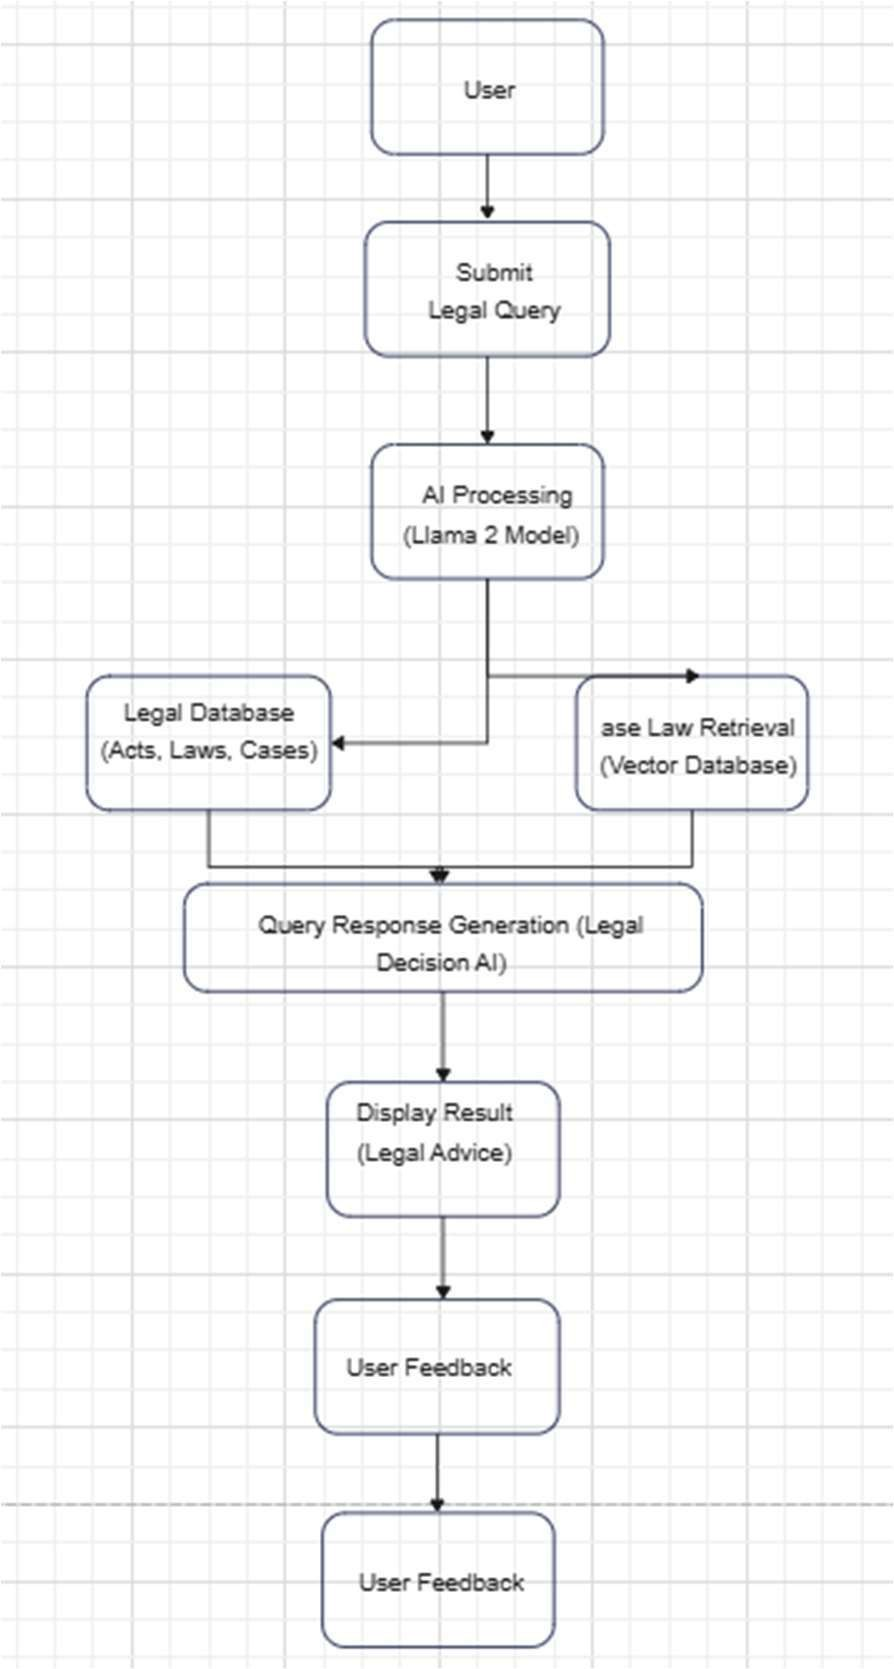 User
Submit
Legal Query
AI Processing
(Llama 2 Model)
Legal Database
(Acts, Laws, Cases)
ase Law Retrieval
(Vector Database)
Query Response Generation (Legal
Decision AI)
Display Result
(Legal Advice)
User Feedback
User Feedback